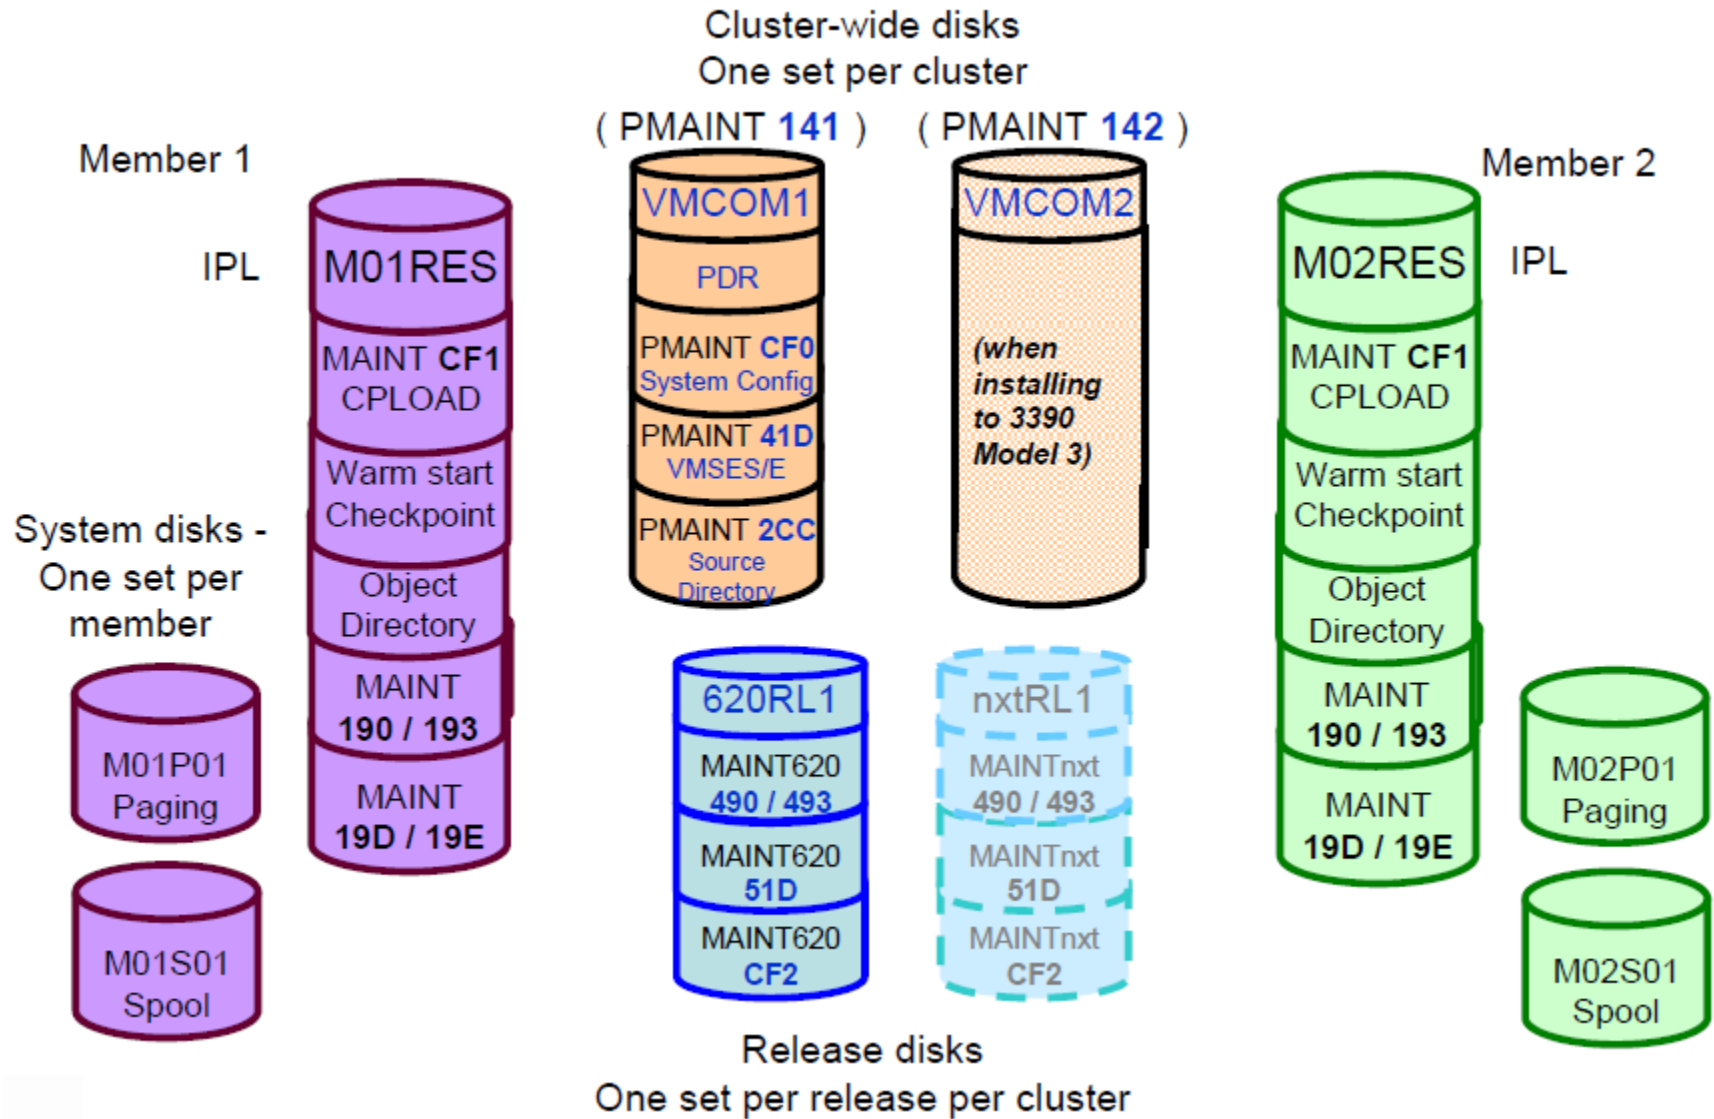 Cluster-wide disks
One set per cluster
( PMAINT 141 )
( PMAINT 142 )
Member 1
IPL
M01RES
MAINT CF1
CPLOAD
Warm start
Checkpoint
Object
Directory
MAINT
190 / 193
MAINT
19D / 19E
System disks -
One set per
member
M01P01
Paging
M01S01
Spool
VMCOM1
PDR
PMAINT CF0
System Config
PMAINT 41D
VMSES/E
PMAINT 2CC
Source
Directory
VMCOM2
(when
installing
to 3390
Model 3)
620RL1
MAINT620
490 / 493
MAINT620
51D
MAINT620
CF2
nxtRL1
MAINTnxt
490 / 493
MAINTnxt
51D
MAINTnxt
CF2
Release disks
One set per release per cluster
Member 2
IPL
M02RES
MAINT CF1
CPLOAD
Warm start
Checkpoint
Object
Directory
MAINT
190 / 193
MAINT
19D / 19E
M02P01
Paging
M02S01
Spool